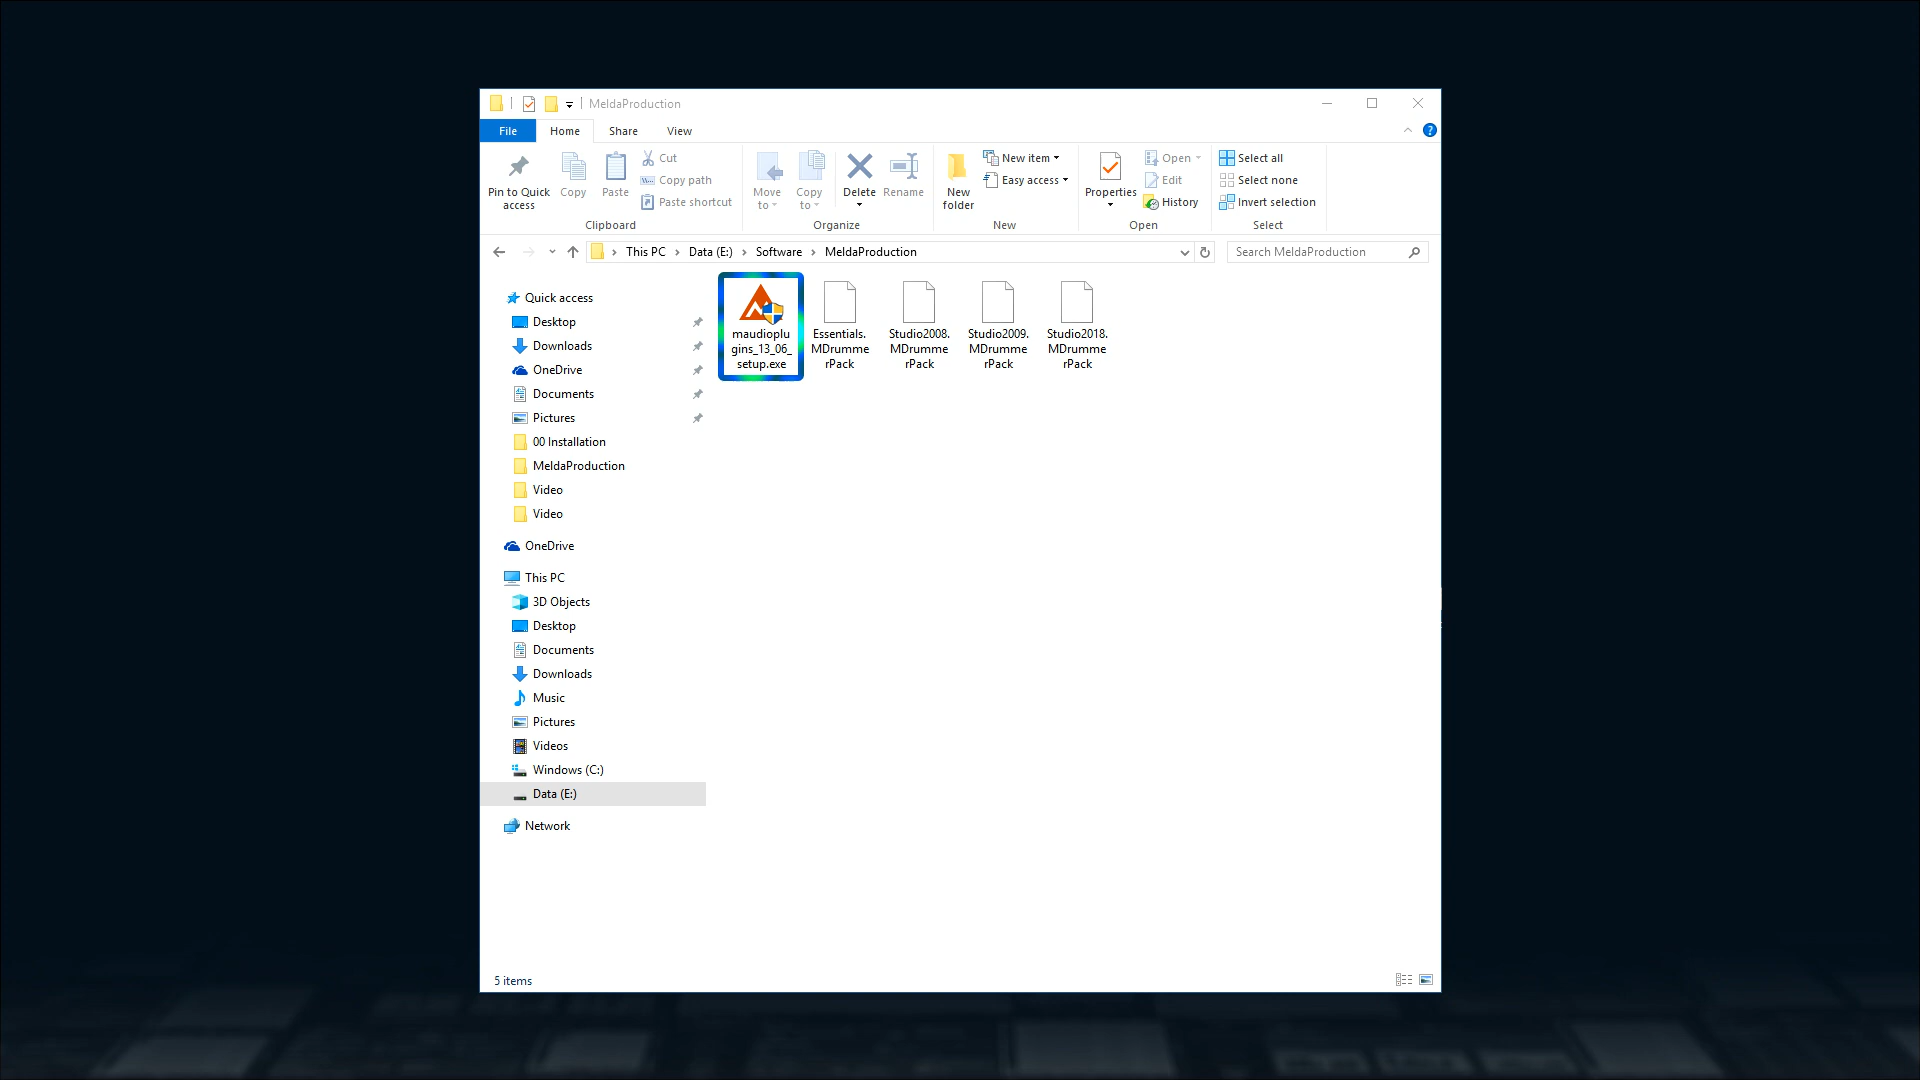 MeldaProduction
File Home Share View
Pin to Quick access
Copy
Paste
Cut
Copy path
Paste shortcut
Clipboard
Move to
Copy to
Delete
Rename
Organize
New folder
New item
Easy access
New
Properties
Open
Edit
History
Open
Select all
Select none
Invert selection
Select
This PC > Data (E:) > Software > MeldaProduction
Search MeldaProduction
Quick access
Desktop
Downloads
OneDrive
Documents
Pictures
00 Installation
MeldaProduction
Video
Video
OneDrive
This PC
3D Objects
Desktop
Documents
Downloads
Music
Pictures
Videos
Windows (C:)
Data (E:)
Network
maudioplu
gins_13_06_
setup.exe
Essentials.
MDrumme
rPack
Studio2008.
MDrumme
rPack
Studio2009.
MDrumme
rPack
Studio2018.
MDrumme
rPack
5 items